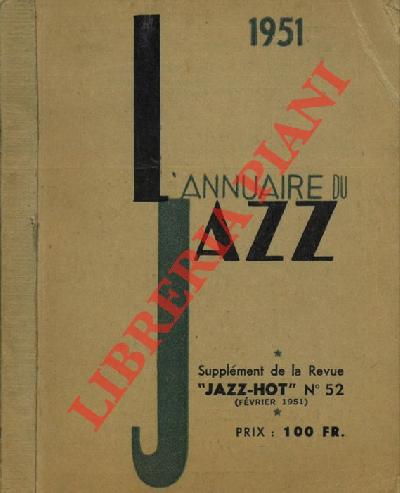 1951
L'ANNUAIRE DU
JAZZ
LIBRERIA PIANI
Supplément de la Revue
"JAZZ-HOT" N° 52
(FÉVRIER 1951)
PRIX : 100 FR.